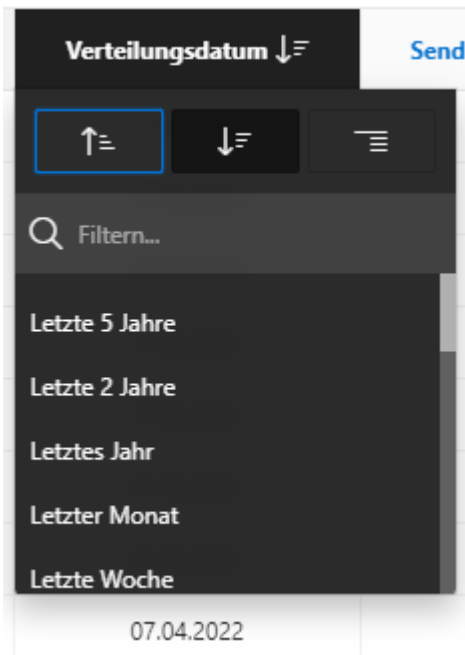 Verteilungsdatum
Send
Filtern...
Letzte 5 Jahre
Letzte 2 Jahre
Letztes Jahr
Letzter Monat
Letzte Woche
07.04.2022